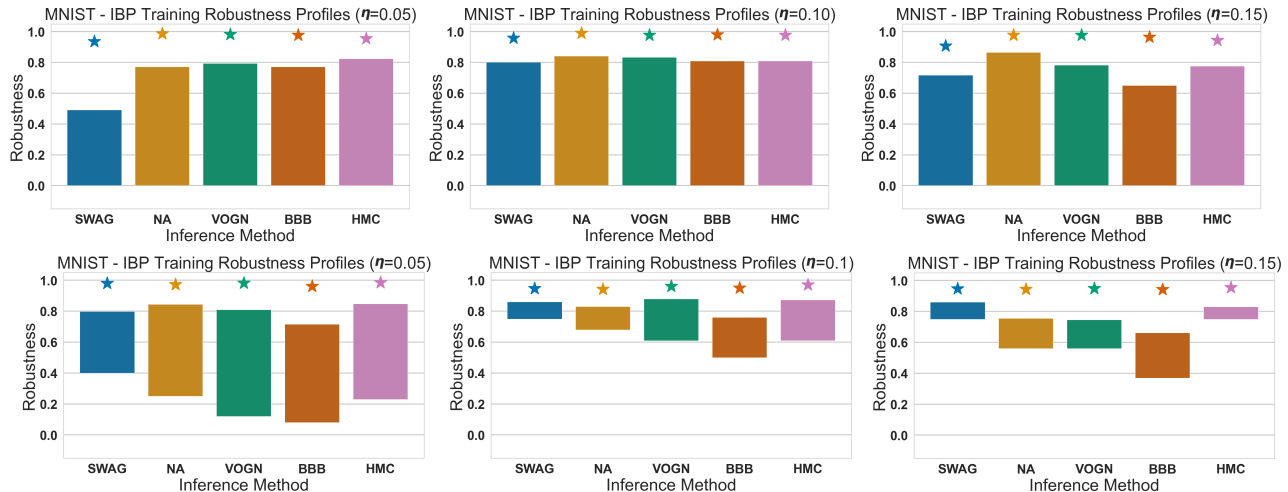 MNIST - IBP Training Robustness Profiles (η=0.05)
1.0
0.8
0.6
0.4
0.2
0.0
Robustness
SWAG NA VOGN BBB HMC
Inference Method
MNIST - IBP Training Robustness Profiles (η=0.10)
1.0
0.8
0.6
0.4
0.2
0.0
Robustness
SWAG NA VOGN BBB HMC
Inference Method
MNIST - IBP Training Robustness Profiles (η=0.15)
1.0
0.8
0.6
0.4
0.2
0.0
Robustness
SWAG NA VOGN BBB HMC
Inference Method
MNIST - IBP Training Robustness Profiles (η=0.05)
1.0
0.8
0.6
0.4
0.2
0.0
Robustness
SWAG NA VOGN BBB HMC
Inference Method
MNIST - IBP Training Robustness Profiles (η=0.1)
1.0
0.8
0.6
0.4
0.2
0.0
Robustness
SWAG NA VOGN BBB HMC
Inference Method
MNIST - IBP Training Robustness Profiles (η=0.15)
1.0
0.8
0.6
0.4
0.2
0.0
Robustness
SWAG NA VOGN BBB HMC
Inference Method